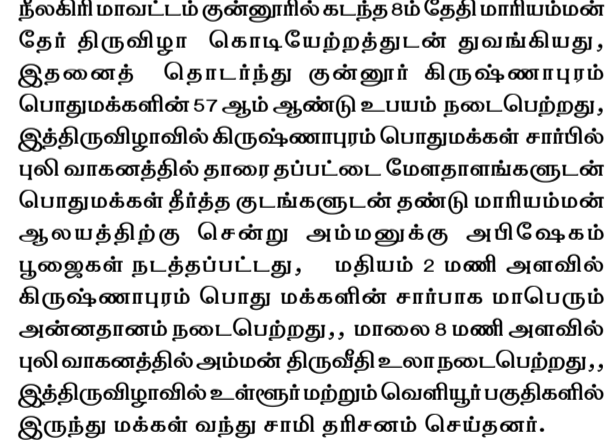 நீலகிரி மாவட்டம் குன்னூரில் கடந்த 8ம் தேதி மாரியம்மன்
தேர் திருவிழா கொடியேற்றத்துடன் துவங்கியது,
இதனைத் தொடர்ந்து குன்னூர் கிருஷ்ணாபுரம்
பொதுமக்களின் 57 ஆம் ஆண்டு உபயம் நடைபெற்றது,
இத்திருவிழாவில் கிருஷ்ணாபுரம் பொதுமக்கள் சார்பில்
புலி வாகனத்தில் தாரை தப்பட்டை மேளதாளங்களுடன்
பொதுமக்கள் தீர்த்த குடங்களுடன் தண்டு மாரியம்மன்
ஆலயத்திற்கு சென்று அம்மனுக்கு அபிஷேகம்
பூஜைகள் நடத்தப்பட்டது, மதியம் 2 மணி அளவில்
கிருஷ்ணாபுரம் பொது மக்களின் சார்பாக மாபெரும்
அன்னதானம் நடைபெற்றது,, மாலை 8 மணி அளவில்
புலி வாகனத்தில் அம்மன் திருவீதி உலா நடைபெற்றது,,
இத்திருவிழாவில் உள்ளூர் மற்றும் வெளியூர் பகுதிகளில்
இருந்து மக்கள் வந்து சாமி தரிசனம் செய்தனர்.